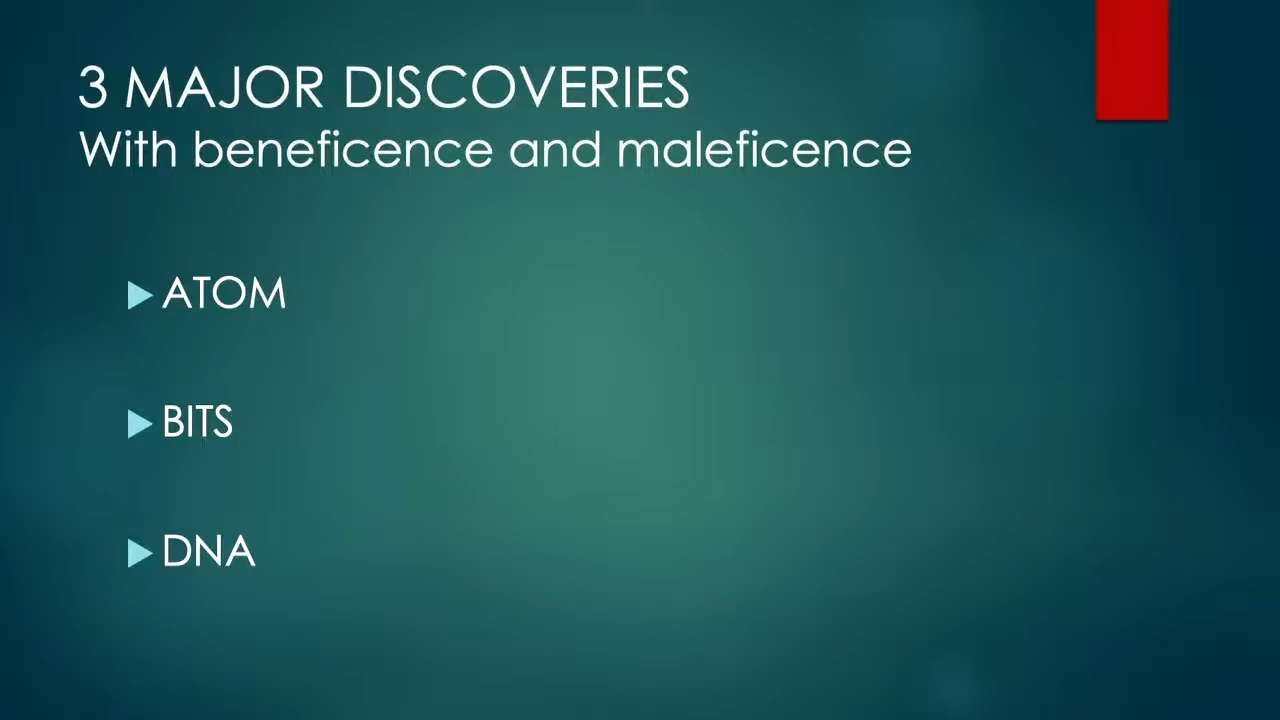 3 MAJOR DISCOVERIES
With beneficence and maleficence
ATOM
BITS
DNA